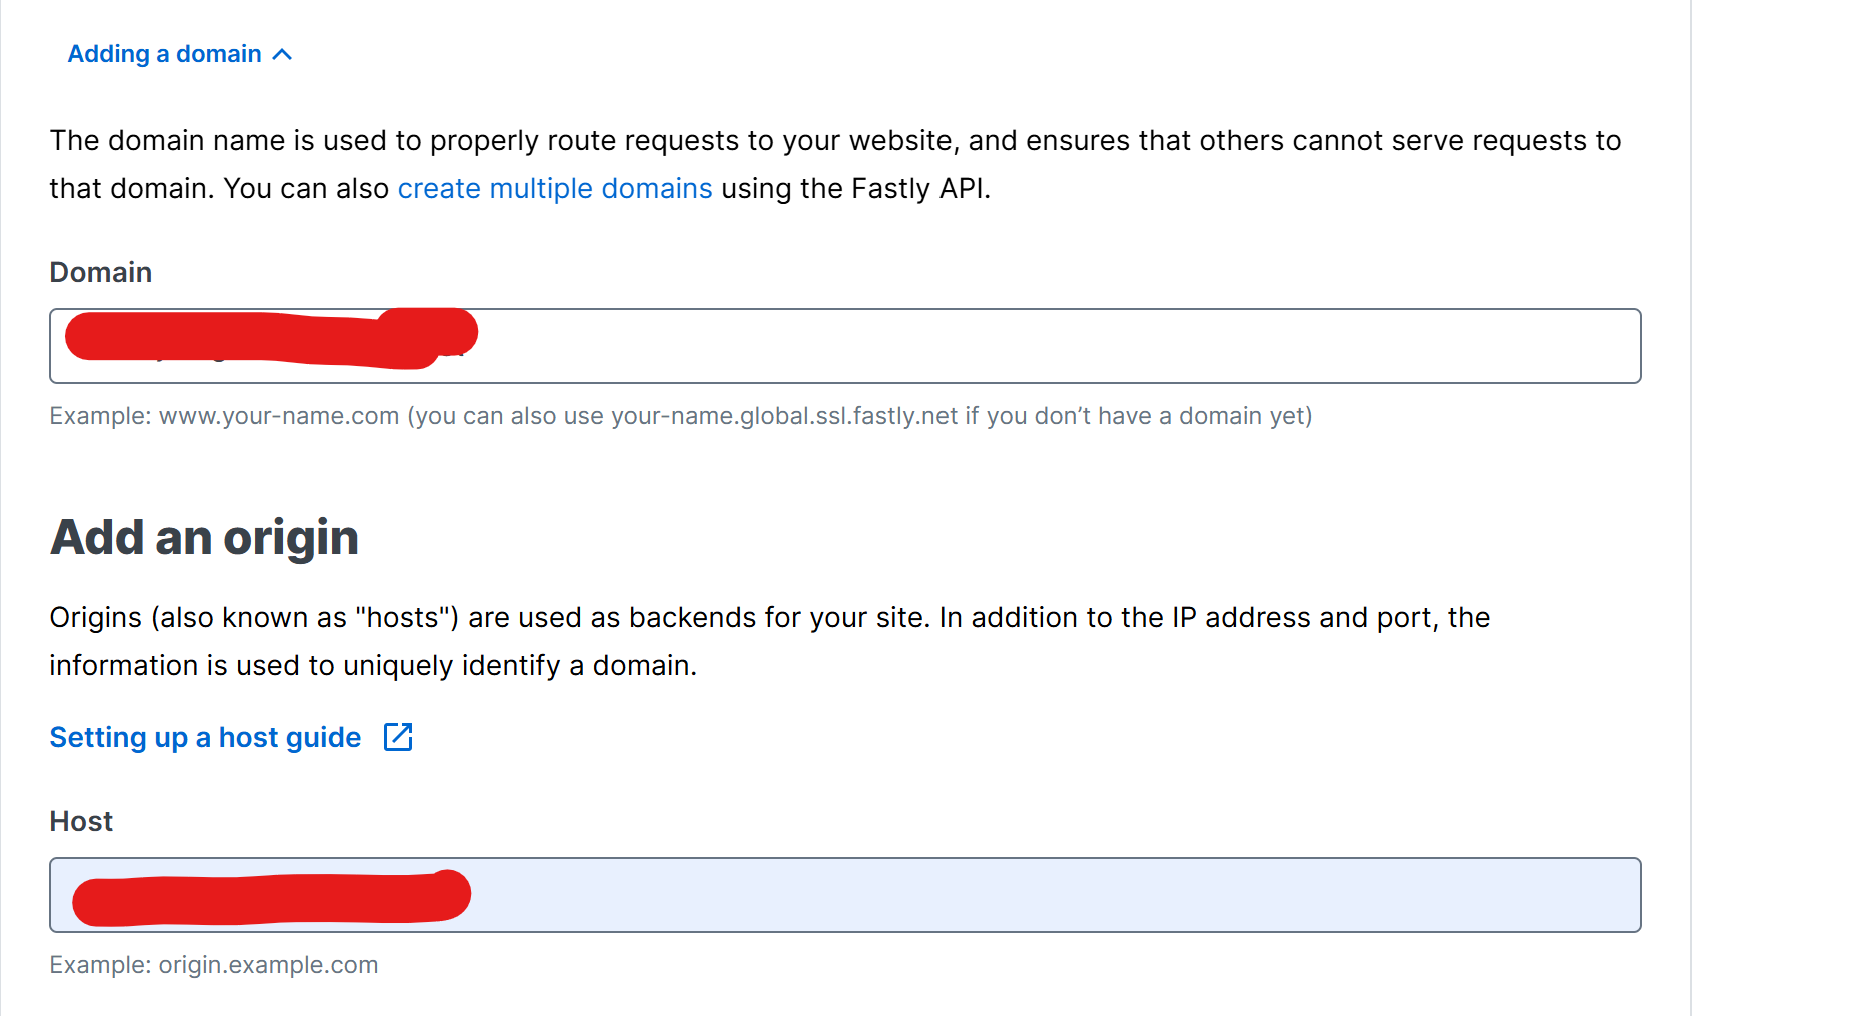 Adding a domain
The domain name is used to properly route requests to your website, and ensures that others cannot serve requests to
that domain. You can also create multiple domains using the Fastly API.
Domain
Example: www.your-name.com (you can also use your-name.global.ssl.fastly.net if you don’t have a domain yet)
Add an origin
Origins (also known as "hosts") are used as backends for your site. In addition to the IP address and port, the
information is used to uniquely identify a domain.
Setting up a host guide
Host
Example: origin.example.com